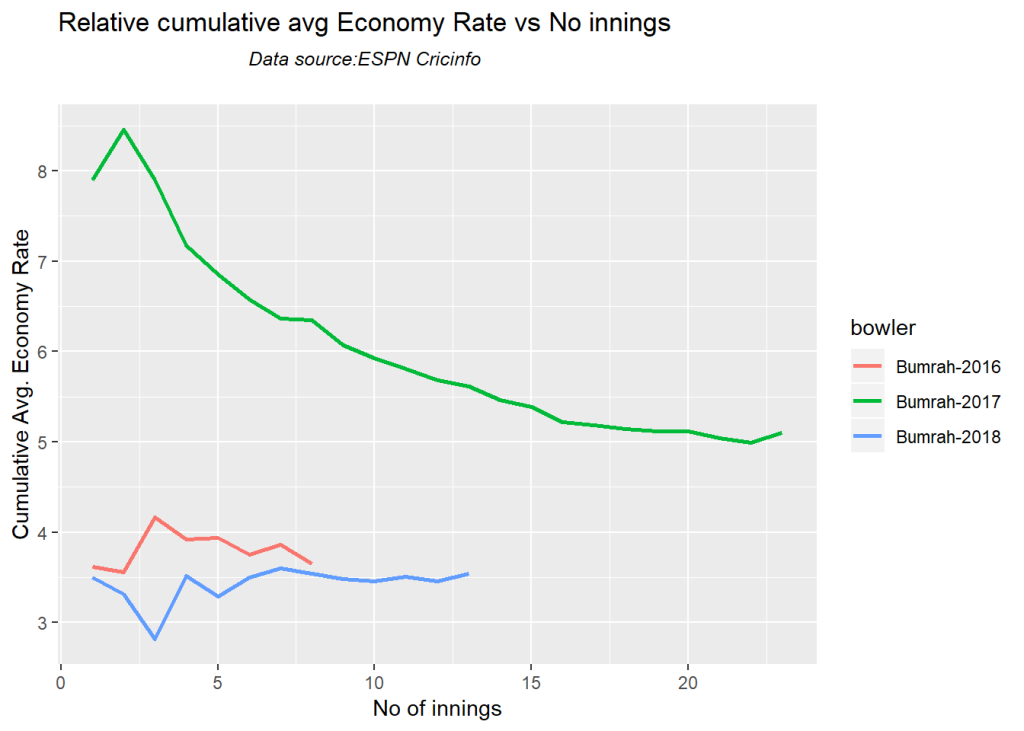 Relative cumulative avg Economy Rate vs No innings
Data source:ESPN Cricinfo
Cumulative Avg. Economy Rate
8
7
6
5
4
3
0
5
10
15
20
No of innings
bowler
Bumrah-2016
Bumrah-2017
Bumrah-2018